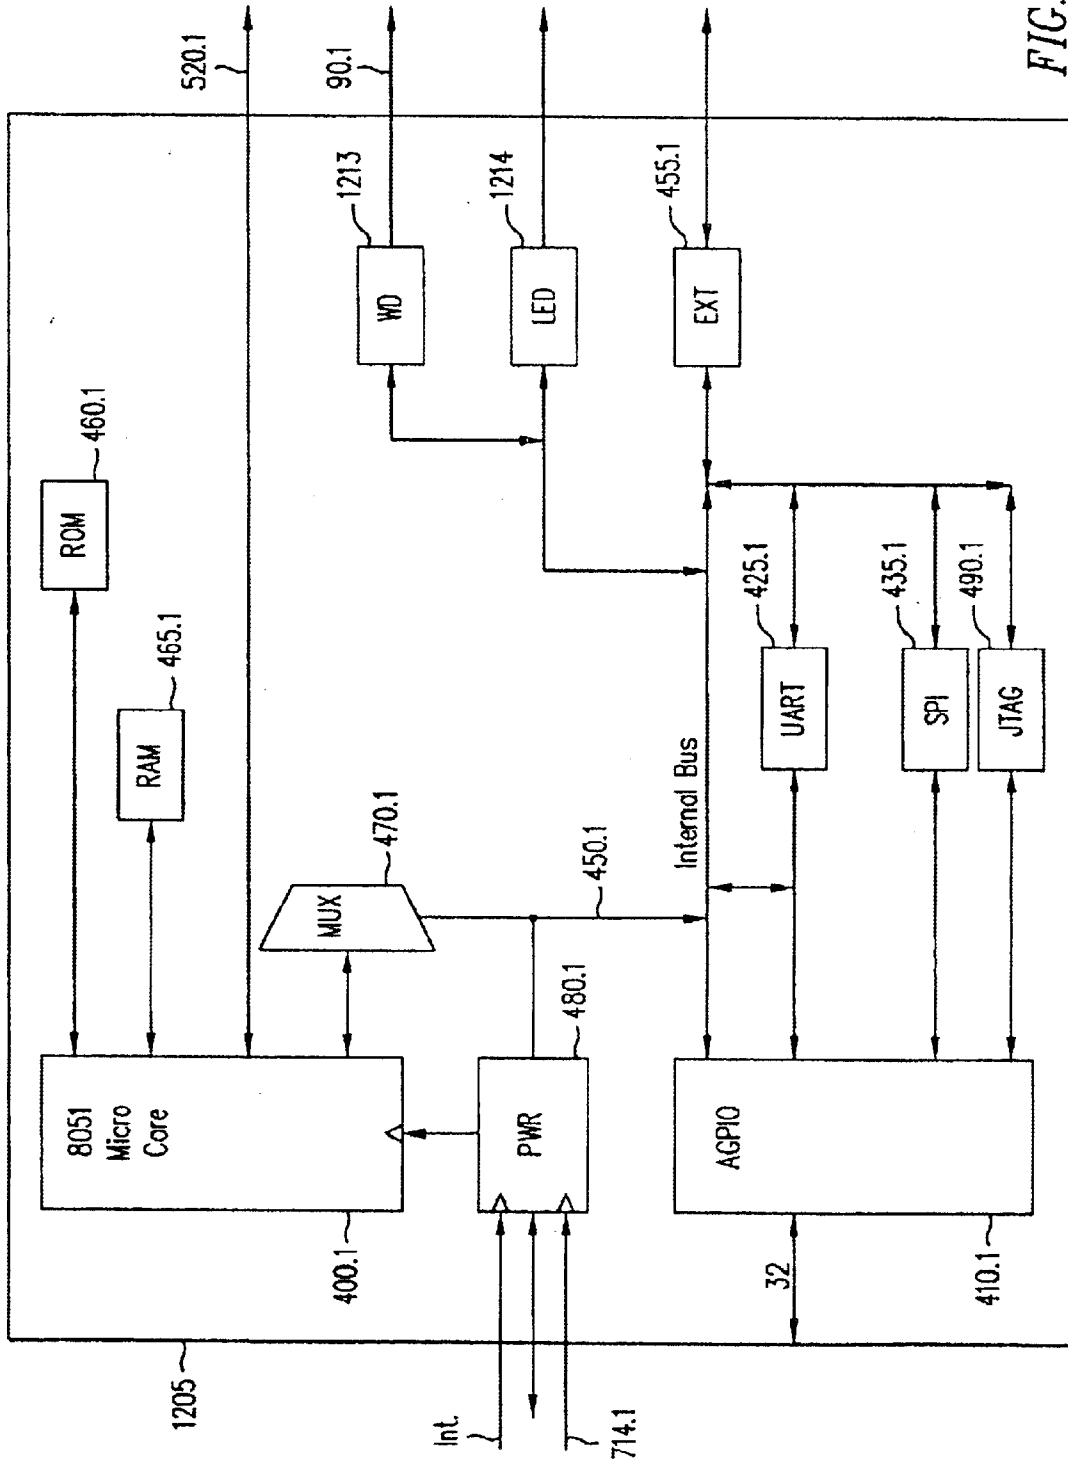 1205
400.1
8051
Micro
Core
ROM
460.1
RAM
465.1
520.1
MUX
470.1
WD
1213
90.1
LED
1214
Int.
714.1
PWR
480.1
450.1
Internal Bus
EXT
455.1
32
AGPIO
410.1
UART
425.1
SPI
435.1
JTAG
490.1
FIG.